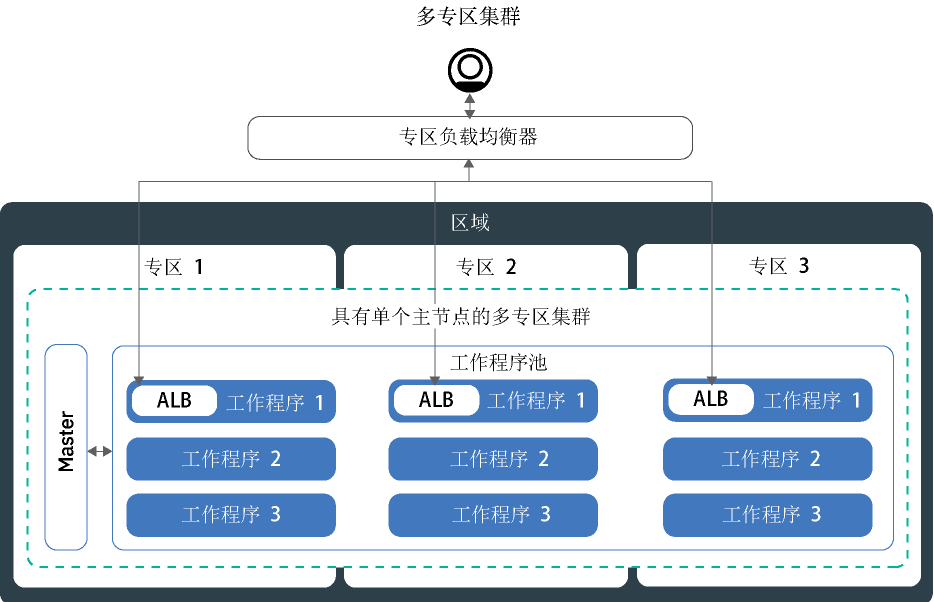 多专区集群
专区负载均衡器
区域
专区 1
专区 2
专区 3
具有单个主节点的多专区集群
工作程序池
Master
ALB 工作程序 1
ALB 工作程序 1
ALB 工作程序 1
工作程序 2
工作程序 2
工作程序 2
工作程序 3
工作程序 3
工作程序 3